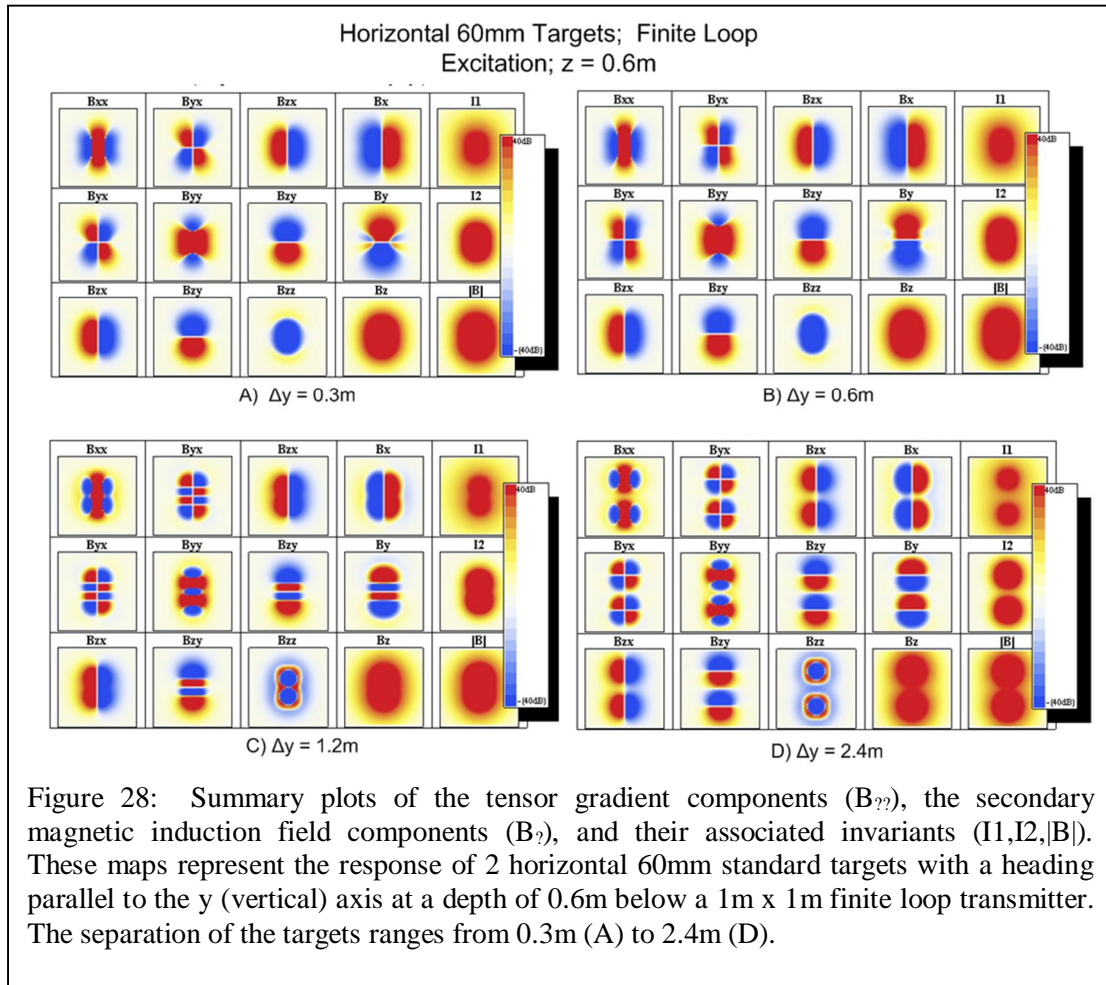 Horizontal 60mm Targets; Finite Loop
Excitation; z = 0.6m
Bxx Byx Bzx Bx I1
40dB
Byx Byy Bzy By I2
Bzx Bzy Bzz Bz |B|
-(40dB)
A) Δy = 0.3m
Bxx Byx Bzx Bx I1
40dB
Byx Byy Bzy By I2
Bzx Bzy Bzz Bz |B|
-(40dB)
B) Δy = 0.6m
Bxx Byx Bzx Bx I1
40dB
Byx Byy Bzy By I2
Bzx Bzy Bzz Bz |B|
-(40dB)
C) Δy = 1.2m
Bxx Byx Bzx Bx I1
40dB
Byx Byy Bzy By I2
Bzx Bzy Bzz Bz |B|
-(40dB)
D) Δy = 2.4m
Figure 28: Summary plots of the tensor gradient components (B??), the secondary
magnetic induction field components (B?), and their associated invariants (I1,I2,|B|).
These maps represent the response of 2 horizontal 60mm standard targets with a heading
parallel to the y (vertical) axis at a depth of 0.6m below a 1m x 1m finite loop transmitter.
The separation of the targets ranges from 0.3m (A) to 2.4m (D).